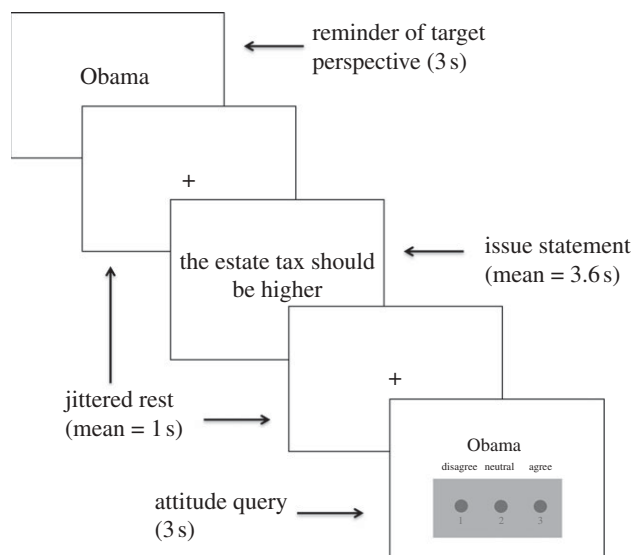 reminder of target
perspective (3 s)
Obama
+
the estate tax should
be higher
issue statement
(mean = 3.6 s)
jittered rest
(mean = 1 s)
+
Obama
disagree neutral agree
1 2 3
attitude query
(3 s)